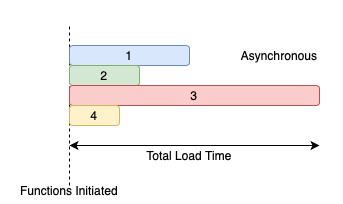 1
Asynchronous
2
3
4
Total Load Time
Functions Initiated